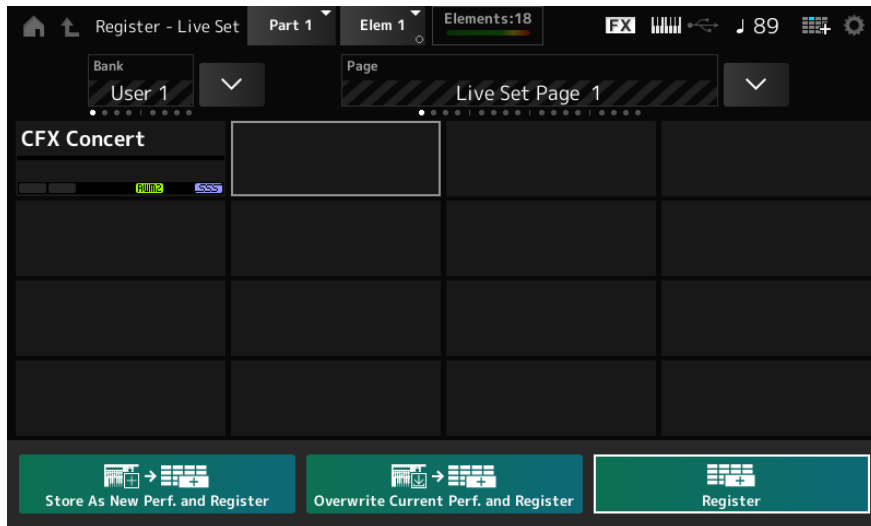 Register - Live Set
Part 1
Elem 1
Elements:18
FX
♩ 89
Bank
User 1
Page
Live Set Page 1
CFX Concert
AWM2
SSS
Store As New Perf. and Register
Overwrite Current Perf. and Register
Register